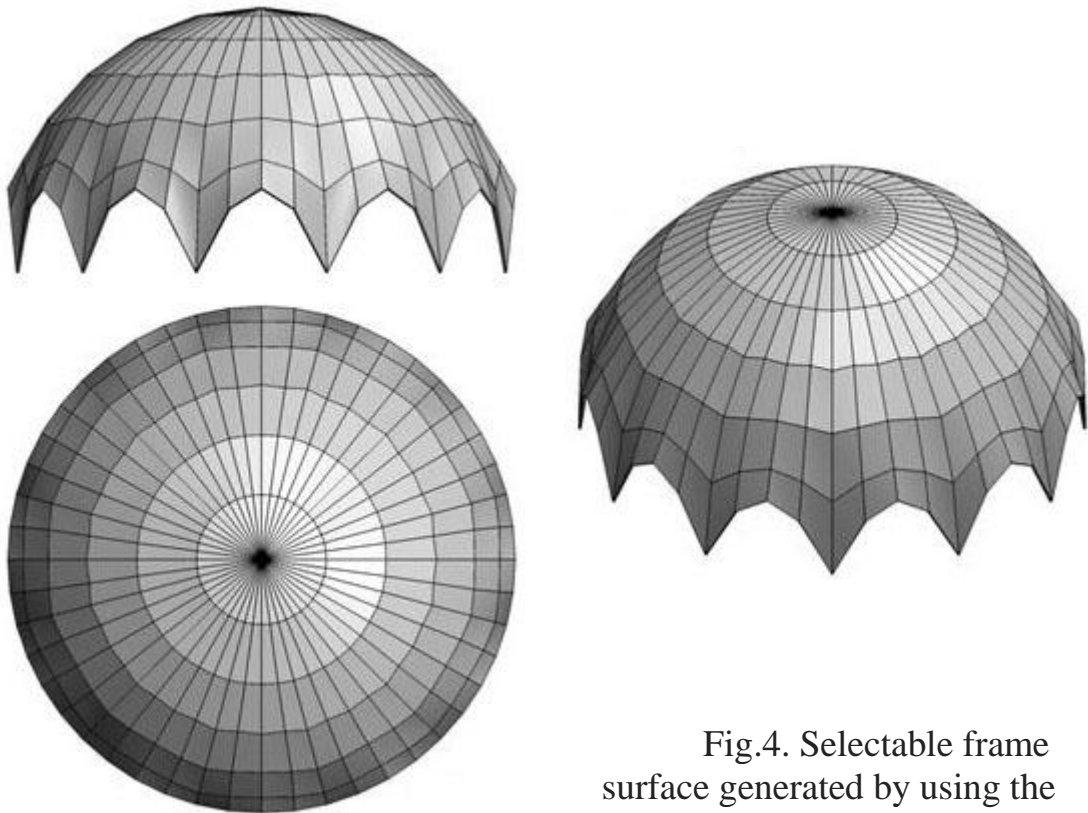 Fig.4. Selectable frame
surface generated by using the